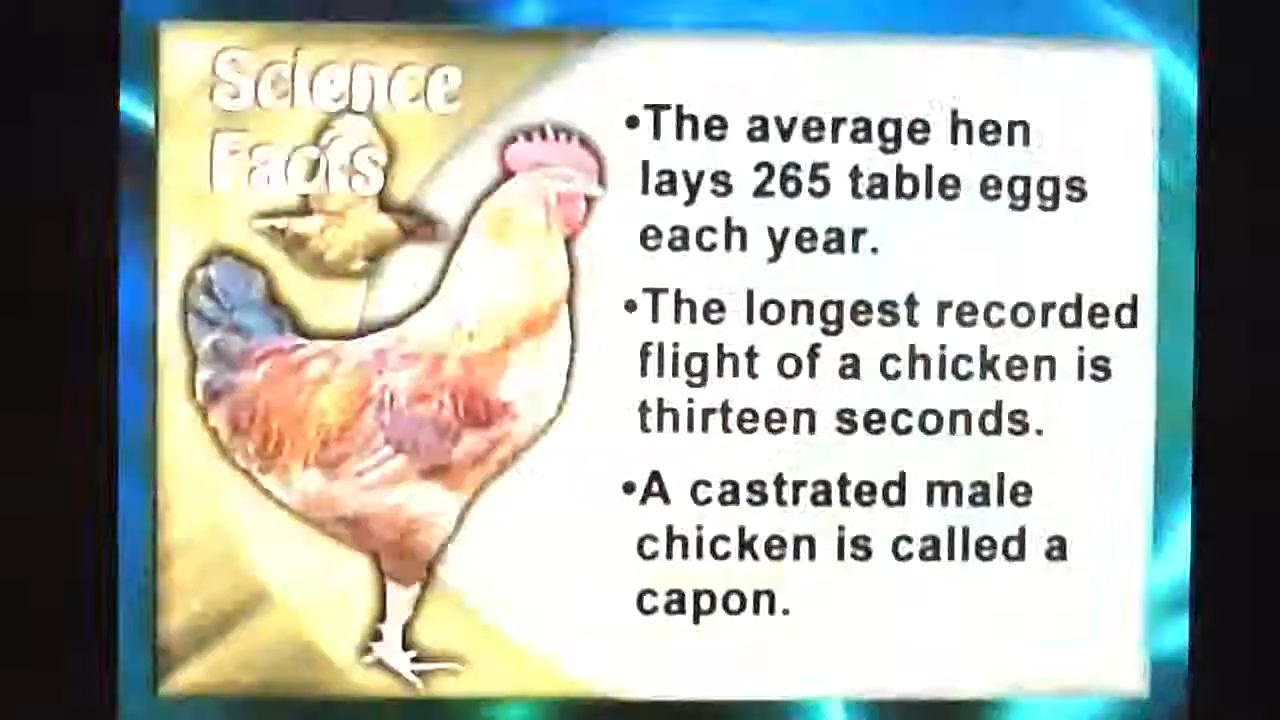 Science
Facts
•The average hen
lays 265 table eggs
each year.
•The longest recorded
flight of a chicken is
thirteen seconds.
•A castrated male
chicken is called a
capon.